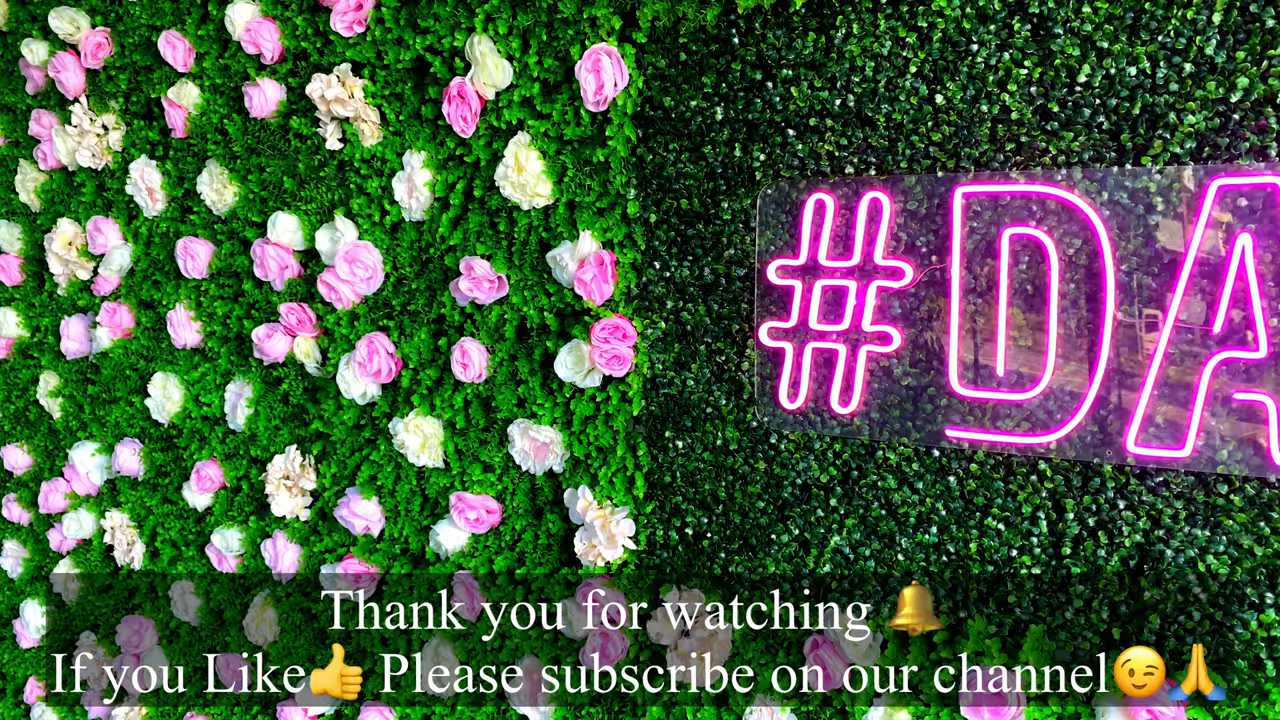 #DA
Thank you for watching 🔔
If you Like👍 Please subscribe on our channel😉🙏